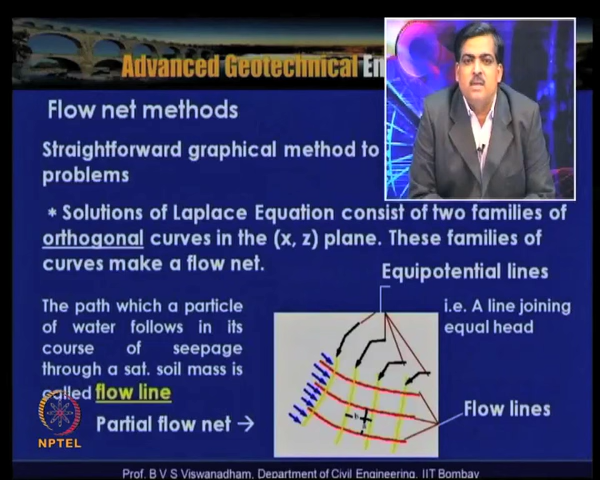 Advanced Geotechnical En
Flow net methods
Straightforward graphical method to
problems
* Solutions of Laplace Equation consist of two families of
orthogonal curves in the (x, z) plane. These families of
curves make a flow net.
Equipotential lines
i.e. A line joining
equal head
The path which a particle
of water follows in its
course of seepage
through a sat. soil mass is
called flow line
Partial flow net →
Flow lines
NPTEL
Prof. B V S Viswanadham, Department of Civil Engineering, IIT Bombay